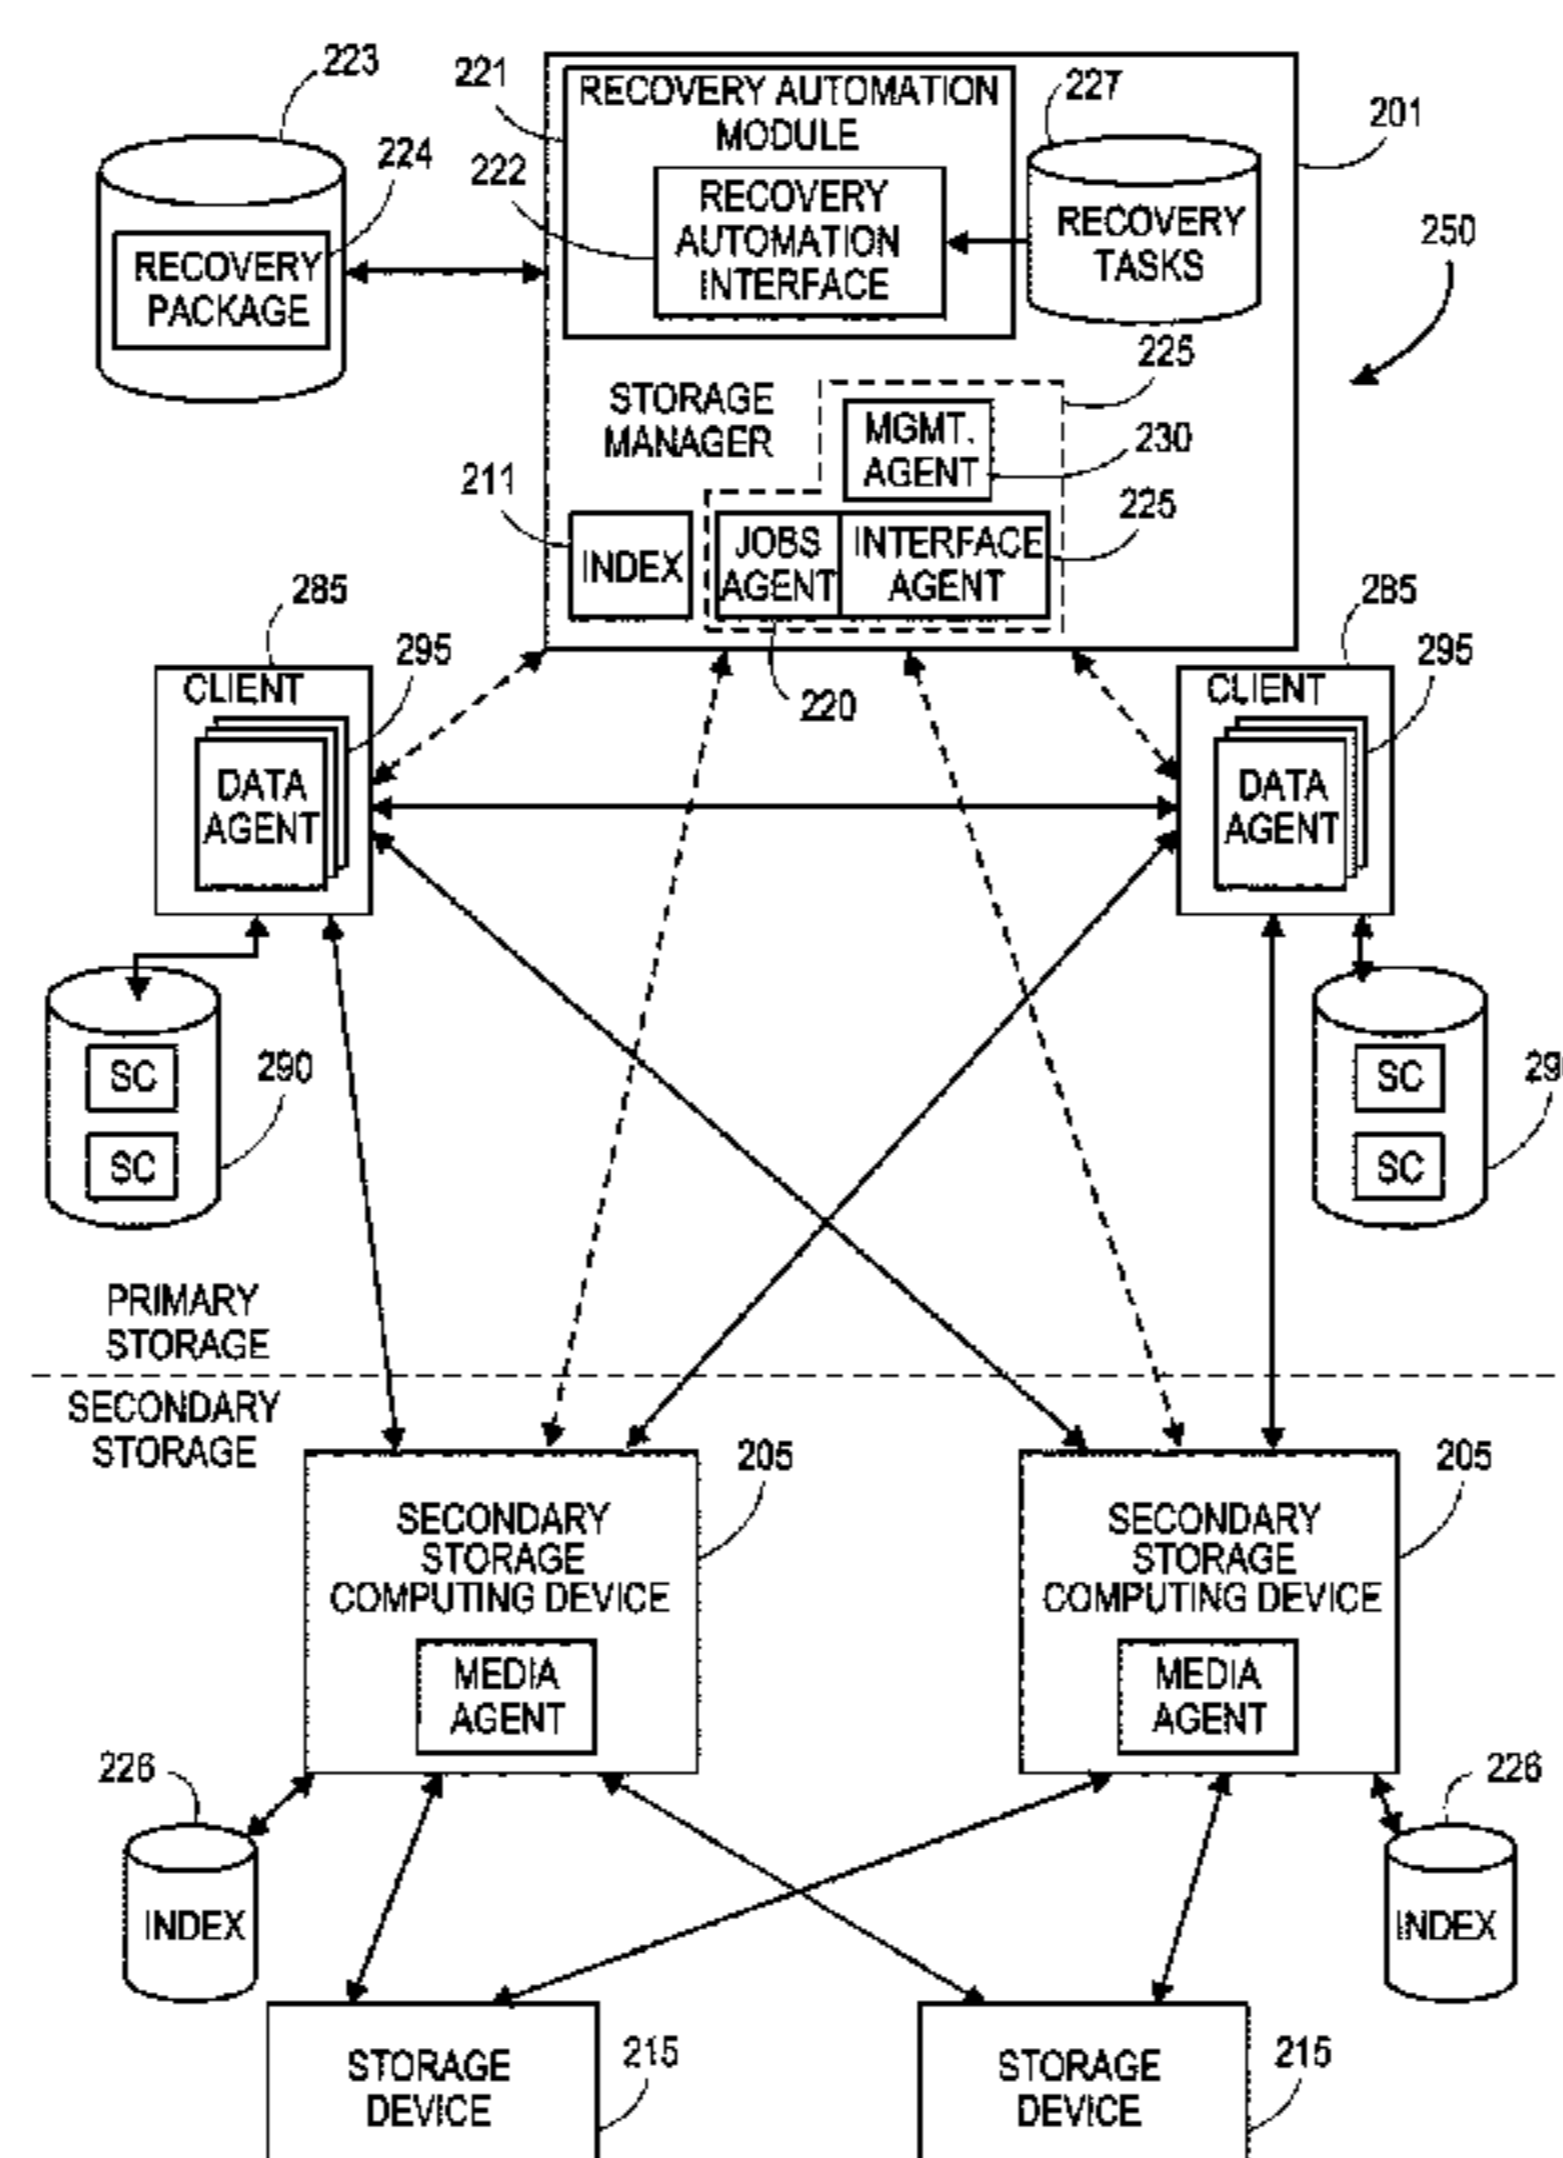 223
221
RECOVERY AUTOMATION
MODULE
227
201
224
222
RECOVERY
AUTOMATION
INTERFACE
RECOVERY
TASKS
250
RECOVERY
PACKAGE
225
STORAGE
MANAGER
MGMT.
AGENT
230
211
225
INDEX
JOBS
AGENT
INTERFACE
AGENT
285
285
295
295
CLIENT
220
CLIENT
DATA
AGENT
DATA
AGENT
SC
290
SC
SC
29
SC
PRIMARY
STORAGE
SECONDARY
STORAGE
205
205
SECONDARY
STORAGE
COMPUTING DEVICE
SECONDARY
STORAGE
COMPUTING DEVICE
MEDIA
AGENT
MEDIA
AGENT
226
226
INDEX
INDEX
STORAGE
DEVICE
215
STORAGE
DEVICE
215